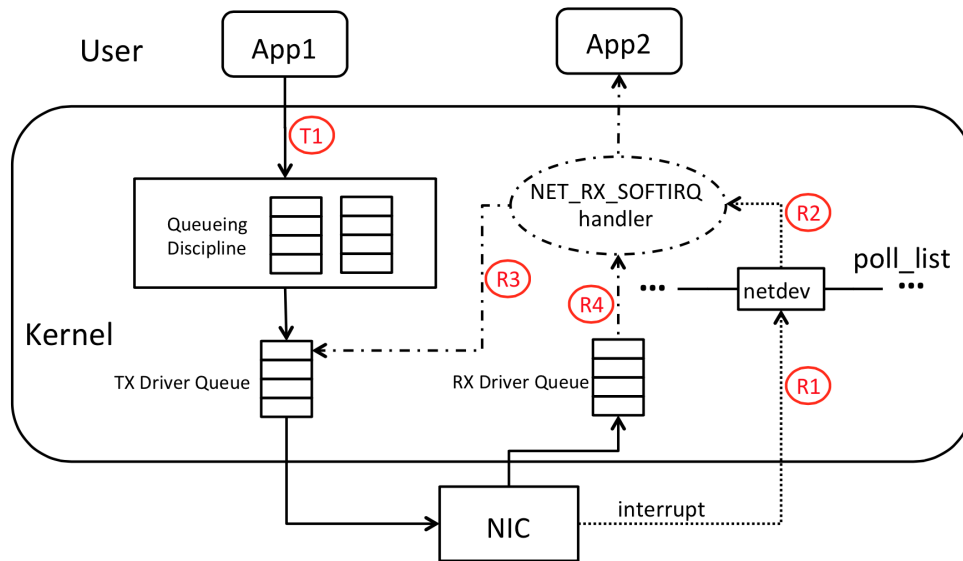 User
App1
App2
T1
NET_RX_SOFTIRQ
handler
R2
Queueing
Discipline
poll_list
R3
R4
...
netdev
...
Kernel
TX Driver Queue
RX Driver Queue
R1
NIC
interrupt